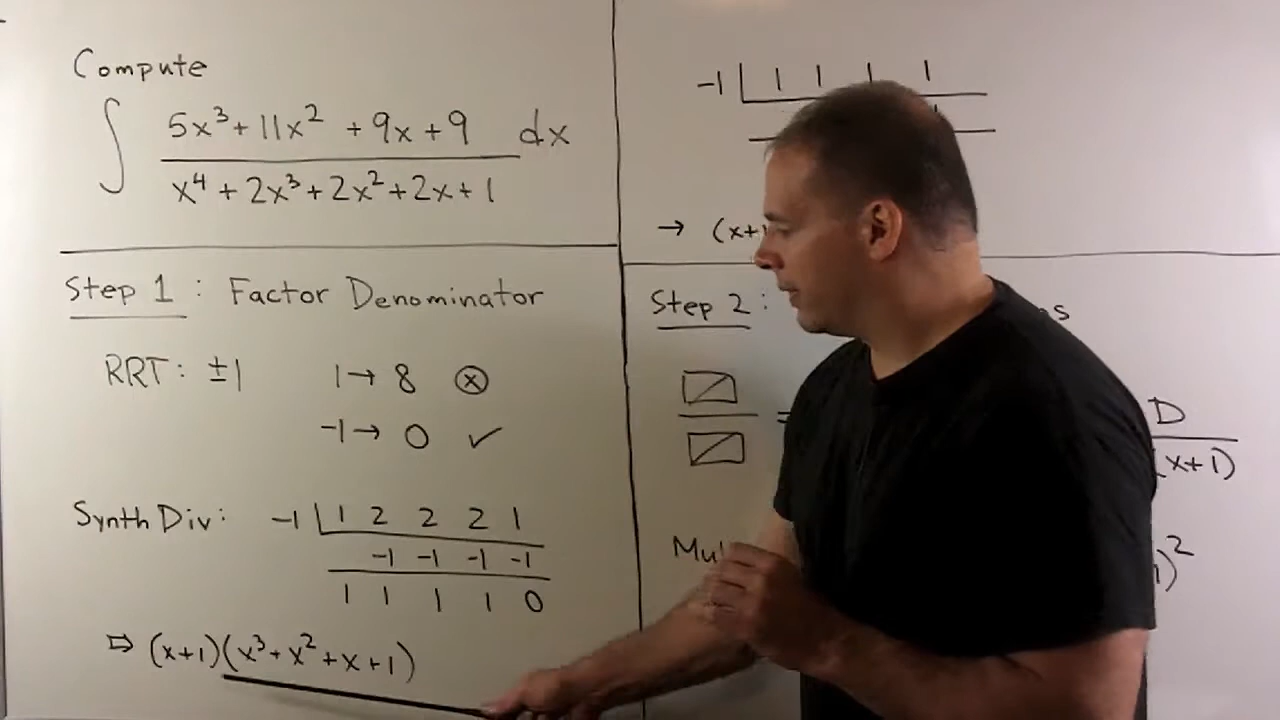 Compute
∫ 5x³ + 11x² + 9x + 9 dx
x⁴ + 2x³ + 2x² + 2x + 1
Step 1 : Factor Denominator
RRT: ±1 1 → 8 ⊗
-1 → 0 ✓
Synth Div: -1 | 1 2 2 2 1
-1 -1 -1 -1
1 1 1 1 0
⇨ (x+1)(x³ + x² + x + 1)
-1 | 1 1 1 1
→ (x+
Step 2 :
=
D
(x+1)
)²